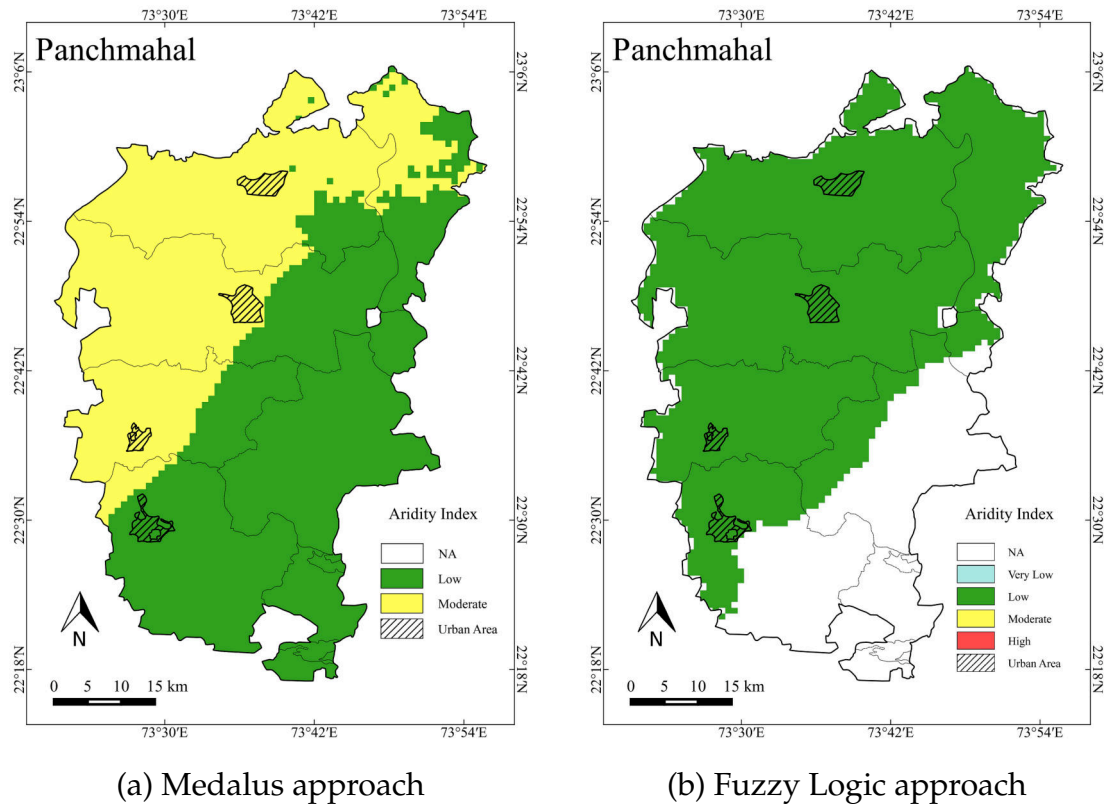 73°30'E 73°42'E 73°54'E
Panchmahal
23°6'N
22°54'N
22°42'N
22°30'N
22°18'N
23°6'N
22°54'N
22°42'N
22°30'N
22°18'N
Aridity Index
NA
Low
Moderate
Urban Area
N
0 5 10 15 km
73°30'E 73°42'E 73°54'E
(a) Medalus approach
73°30'E 73°42'E 73°54'E
Panchmahal
23°6'N
22°54'N
22°42'N
22°30'N
22°18'N
23°6'N
22°54'N
22°42'N
22°30'N
22°18'N
Aridity Index
NA
Very Low
Low
Moderate
High
Urban Area
N
0 5 10 15 km
73°30'E 73°42'E 73°54'E
(b) Fuzzy Logic approach